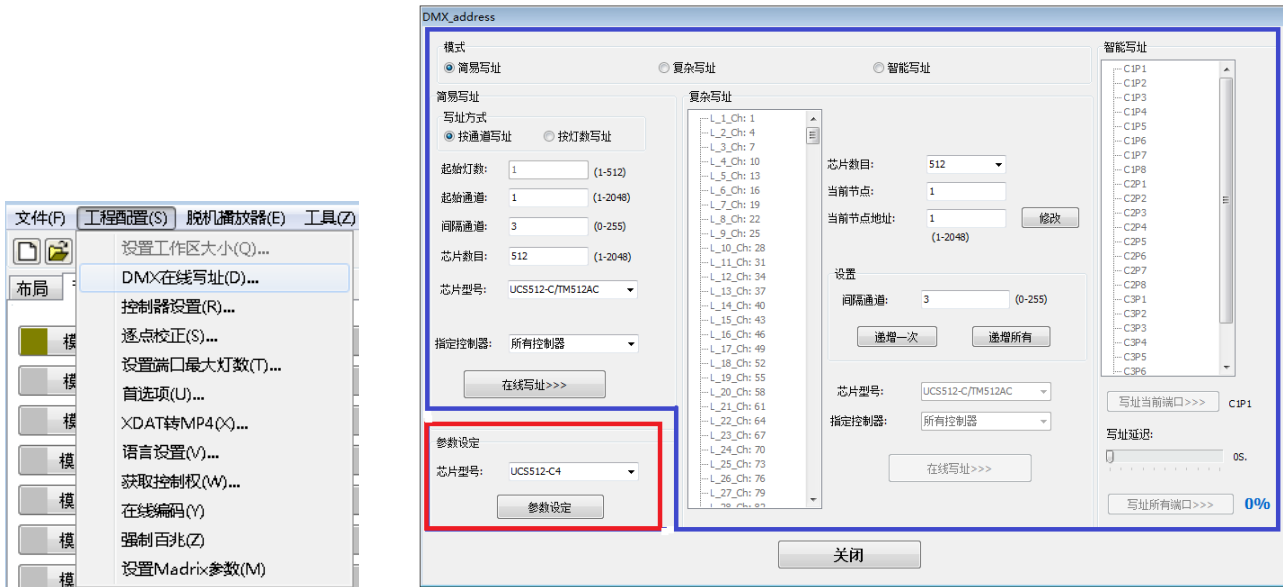 文件(F) 工程配置(S) 脱机播放器(E) 工具(Z)
设置工作区大小(Q)...
布局
DMX在线写址(D)...
控制器设置(R)...
逐点校正(S)...
设置端口最大灯数(T)...
首选项(U)...
XDAT转MP4(X)...
语言设置(V)...
获取控制权(W)...
在线编码(Y)
强制百兆(Z)
设置Madrix参数(M)
模
模
模
模
模
模
模
DMX_address
模式
简易写址 复杂写址 智能写址
简易写址
写址方式
按通道写址 按灯数写址
起始灯数: 1 (1-512)
起始通道: 1 (1-2048)
间隔通道: 3 (0-255)
芯片数目: 512 (1-2048)
芯片型号: UCS512-C/TM512AC
指定控制器: 所有控制器
在线写址>>>
参数设定
芯片型号: UCS512-C4
参数设定
复杂写址
L_1_Ch: 1
L_2_Ch: 4
L_3_Ch: 7
L_4_Ch: 10
L_5_Ch: 13
L_6_Ch: 16
L_7_Ch: 19
L_8_Ch: 22
L_9_Ch: 25
L_10_Ch: 28
L_11_Ch: 31
L_12_Ch: 34
L_13_Ch: 37
L_14_Ch: 40
L_15_Ch: 43
L_16_Ch: 46
L_17_Ch: 49
L_18_Ch: 52
L_19_Ch: 55
L_20_Ch: 58
L_21_Ch: 61
L_22_Ch: 64
L_23_Ch: 67
L_24_Ch: 70
L_25_Ch: 73
L_26_Ch: 76
L_27_Ch: 79
L_28_Ch: 82
芯片数目: 512
当前节点: 1
当前节点地址: 1 修改
(1-2048)
设置
间隔通道: 3 (0-255)
递增一次 递增所有
芯片型号: UCS512-C/TM512AC
指定控制器: 所有控制器
在线写址>>>
智能写址
C1P1
C1P2
C1P3
C1P4
C1P5
C1P6
C1P7
C1P8
C2P1
C2P2
C2P3
C2P4
C2P5
C2P6
C2P7
C2P8
C3P1
C3P2
C3P3
C3P4
C3P5
C3P6
写址当前端口>>> C1P1
写址延迟:
0S.
写址所有端口>>> 0%
关闭